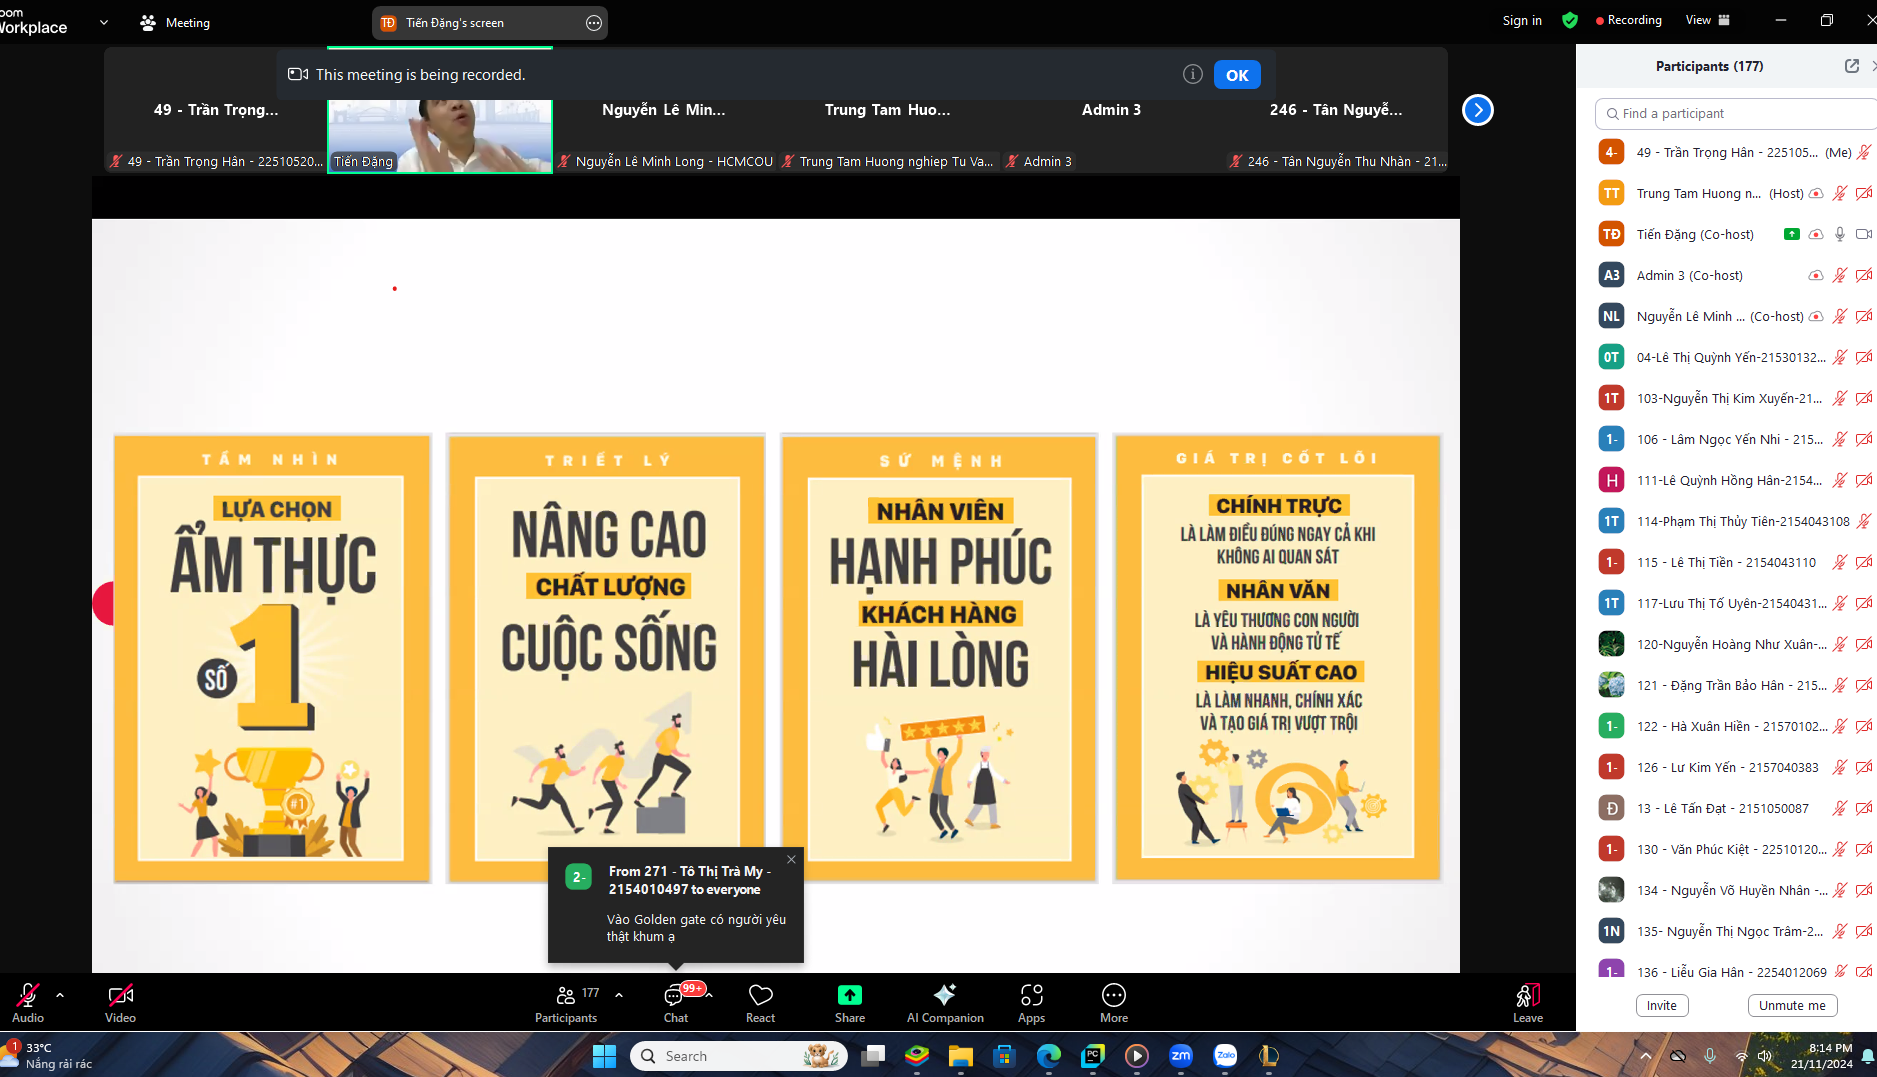 Workplace
Meeting
TĐ Tiến Đặng's screen
Sign in
Recording
View
This meeting is being recorded.
OK
49 - Trần Trọng...
Nguyễn Lê Min...
Trung Tam Huo...
Admin 3
246 - Tân Nguyễ...
49 - Trần Trọng Hân - 22510520...
Tiến Đặng
Nguyễn Lê Minh Long - HCMCOU
Trung Tam Huong nghiep Tu Va...
Admin 3
246 - Tân Nguyễn Thu Nhàn - 21...
TẦM NHÌN
LỰA CHỌN
ẨM THỰC
SỐ 1
#1
TRIẾT LÝ
NÂNG CAO
CHẤT LƯỢNG
CUỘC SỐNG
SỨ MỆNH
NHÂN VIÊN
HẠNH PHÚC
KHÁCH HÀNG
HÀI LÒNG
GIÁ TRỊ CỐT LÕI
CHÍNH TRỰC
LÀ LÀM ĐIỀU ĐÚNG NGAY CẢ KHI
KHÔNG AI QUAN SÁT
NHÂN VĂN
LÀ YÊU THƯƠNG CON NGƯỜI
VÀ HÀNH ĐỘNG TỬ TẾ
HIỆU SUẤT CAO
LÀ LÀM NHANH, CHÍNH XÁC
VÀ TẠO GIÁ TRỊ VƯỢT TRỘI
2-
From 271 - Tô Thị Trà My -
2154010497 to everyone
Vào Golden gate có người yêu
thật khum ạ
Participants (177)
Find a participant
4- 49 - Trần Trọng Hân - 225105... (Me)
TT Trung Tam Huong n... (Host)
TĐ Tiến Đặng (Co-host)
A3 Admin 3 (Co-host)
NL Nguyễn Lê Minh ... (Co-host)
0T 04-Lê Thị Quỳnh Yến-21530132...
1T 103-Nguyễn Thị Kim Xuyến-21...
1- 106 - Lâm Ngọc Yến Nhi - 215...
H 111-Lê Quỳnh Hồng Hân-2154...
1T 114-Phạm Thị Thủy Tiên-2154043108
1- 115 - Lê Thị Tiền - 2154043110
1T 117-Lưu Thị Tố Uyên-21540431...
120-Nguyễn Hoàng Như Xuân-...
121 - Đặng Trần Bảo Hân - 215...
1- 122 - Hà Xuân Hiền - 21570102...
1- 126 - Lư Kim Yến - 2157040383
Đ 13 - Lê Tấn Đạt - 2151050087
1- 130 - Văn Phúc Kiệt - 22510120...
134 - Nguyễn Võ Huyền Nhân -...
1N 135- Nguyễn Thị Ngọc Trâm-2...
1- 136 - Liễu Gia Hân - 2254012069
Invite
Unmute me
Audio
Video
177
Participants
99+
Chat
React
Share
AI Companion
Apps
More
Leave
1
33°C
Nắng rải rác
Search
PC
zm
Zalo
8:14 PM
21/11/2024